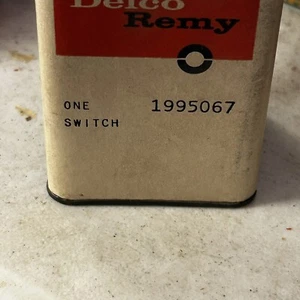 Delco
Remy
ONE 1995067
SWITCH